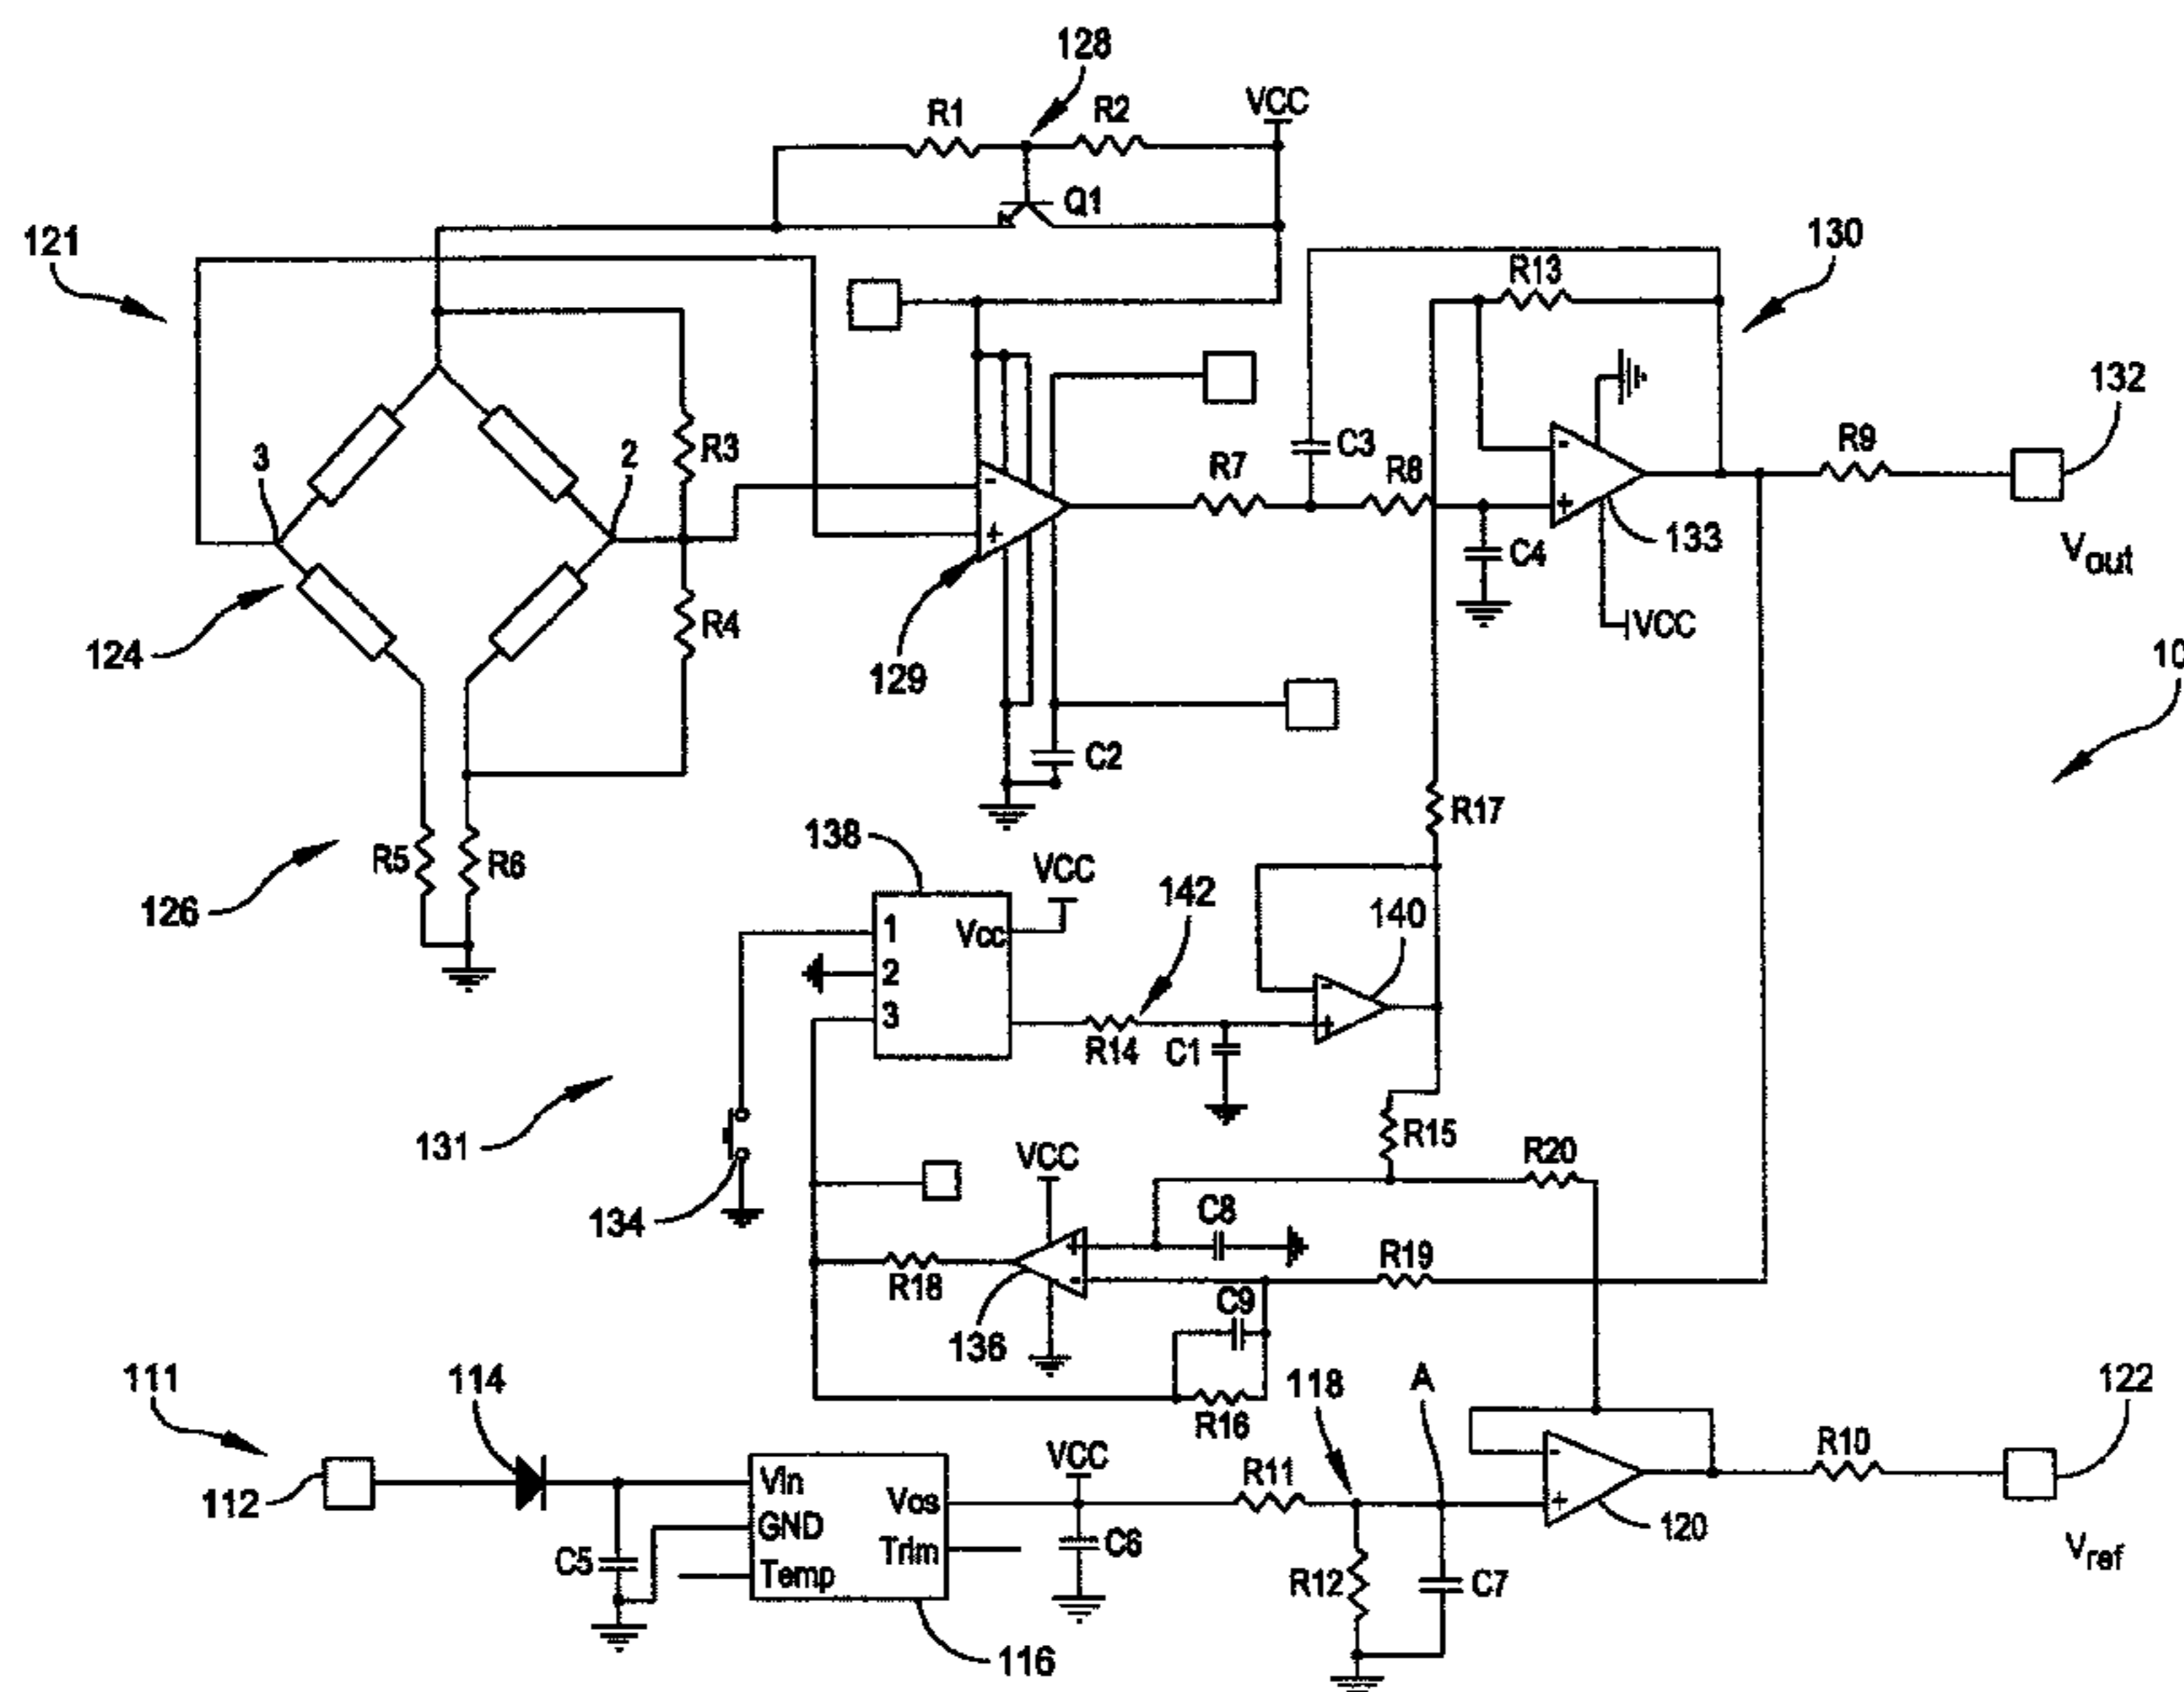 128
R1
R2
VCC
Q1
121
130
R13
132
3
2
R3
C3
R7
R8
R9
-
+
-
+
133
C4
Vout
124
R4
129
VCC
10
C2
R17
138
VCC
R5
R6
142
126
1
Vcc
140
2
3
-
+
R14
C1
131
R15
R20
VCC
134
C8
+
-
R19
R18
C9
136
111
114
118
A
122
R16
VCC
R11
-
+
R10
112
Vin
Vos
GND
Trim
Temp
C5
C6
R12
C7
120
Vref
116